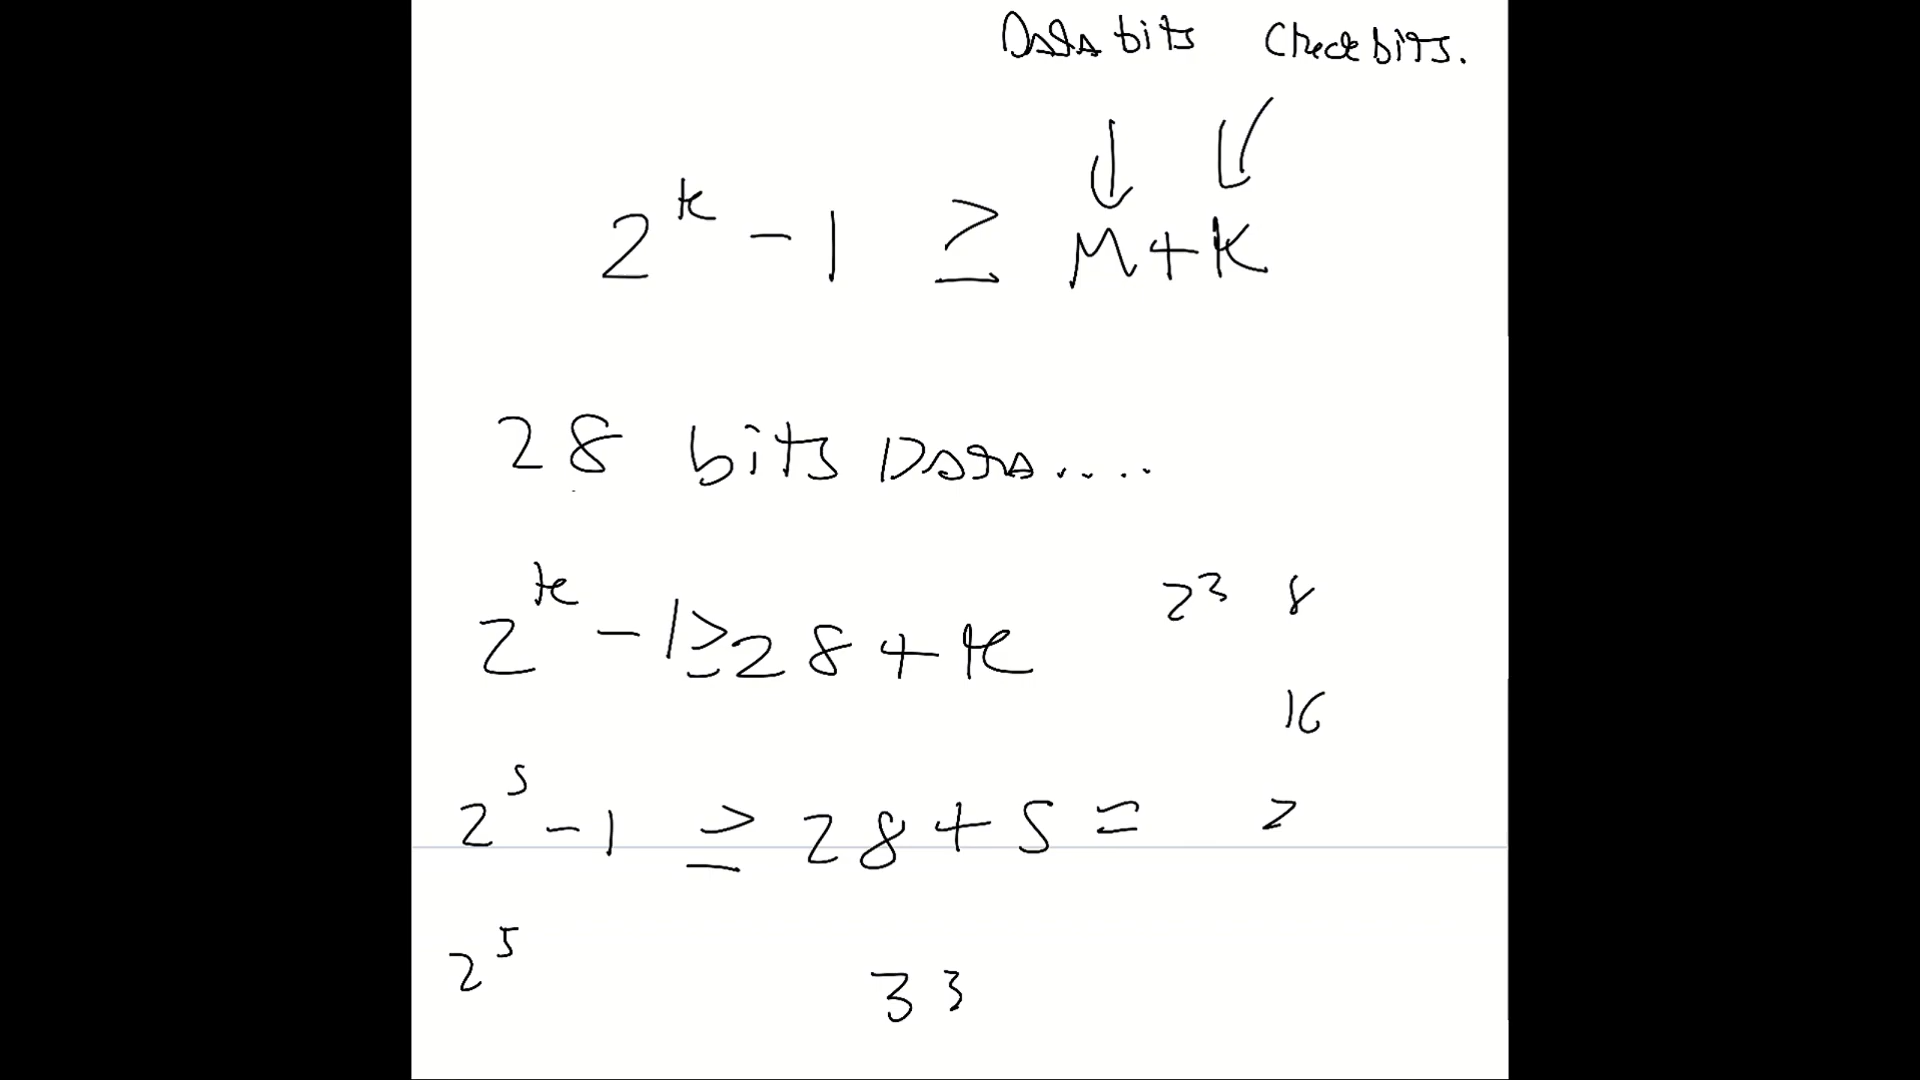 Data bits Check bits.
2^k - 1 ≥ M + K
28 bits Data....
2^k - 1 ≥ 28 + k 2^3 8
16
2^5 - 1 ≥ 28 + 5 = 2
2^5 33